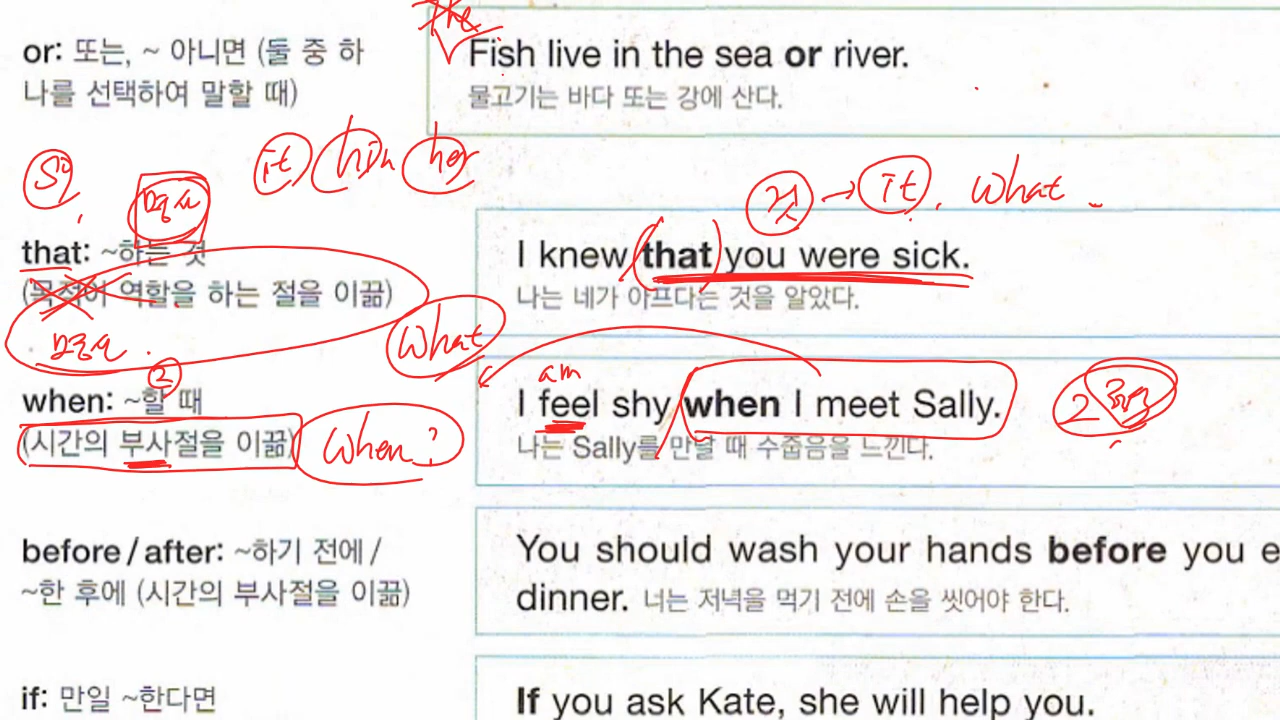 the
or: 또는, ~ 아니면 (둘 중 하
나를 선택하여 말할 때)
Fish live in the sea or river.
물고기는 바다 또는 강에 산다.
it him her
것 → it, what
that: ~하는 것
(목적어 역할을 하는 절을 이끎)
I knew that you were sick.
나는 네가 아프다는 것을 알았다.
what
2
am
when: ~할 때
(시간의 부사절을 이끎)
when?
I feel shy when I meet Sally.
나는 Sally를 만날 때 수줍음을 느낀다.
2
before/after: ~하기 전에/
~한 후에 (시간의 부사절을 이끎)
You should wash your hands before you e
dinner. 너는 저녁을 먹기 전에 손을 씻어야 한다.
if: 만일 ~한다면
If you ask Kate, she will help you.